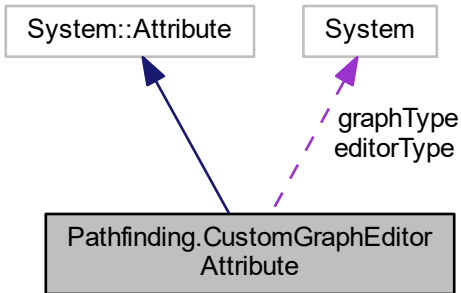 System::Attribute
System
graphType
editorType
Pathfinding.CustomGraphEditor
Attribute